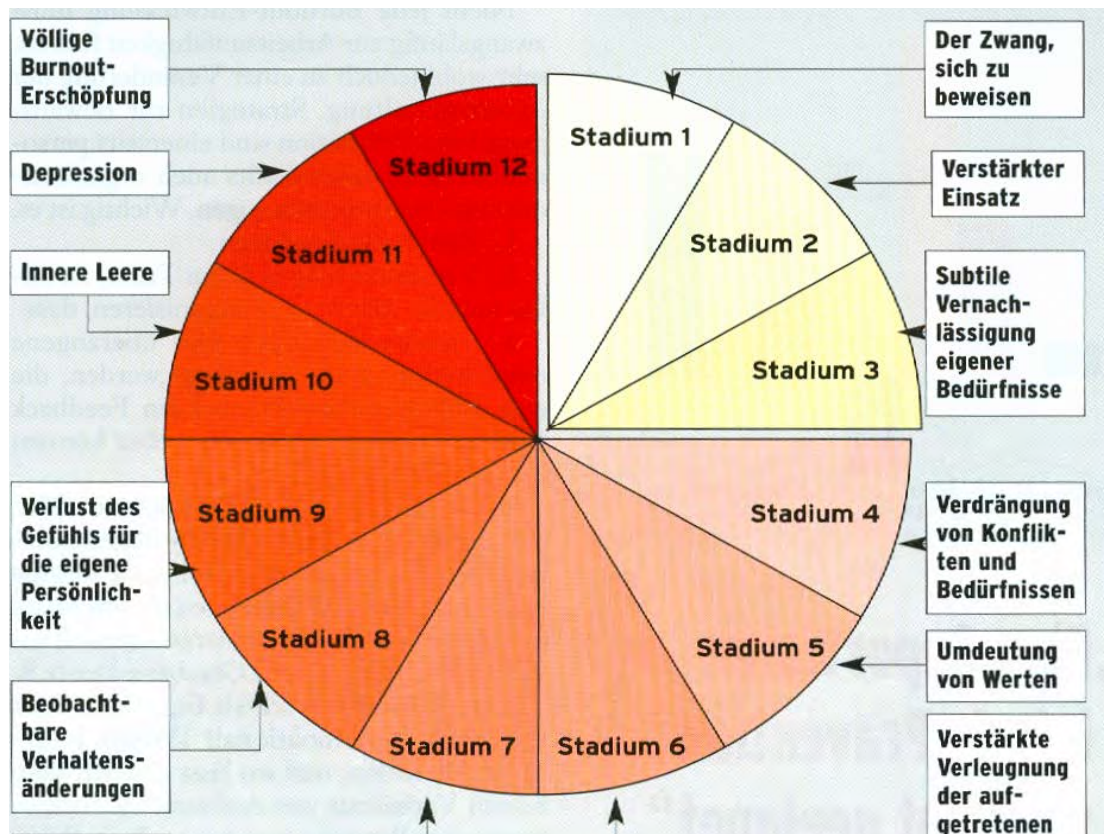 Völlige
Burnout-
Erschöpfung
Depression
Innere Leere
Verlust des
Gefühls für
die eigene
Persönlich-
keit
Beobacht-
bare
Verhaltens-
änderungen
Stadium 12
Stadium 11
Stadium 10
Stadium 9
Stadium 8
Stadium 7
Stadium 1
Stadium 2
Stadium 3
Stadium 4
Stadium 5
Stadium 6
Der Zwang,
sich zu
beweisen
Verstärkter
Einsatz
Subtile
Vernach-
lässigung
eigener
Bedürfnisse
Verdrängung
von Konflik-
ten und
Bedürfnissen
Umdeutung
von Werten
Verstärkte
Verleugnung
der auf-
getretenen